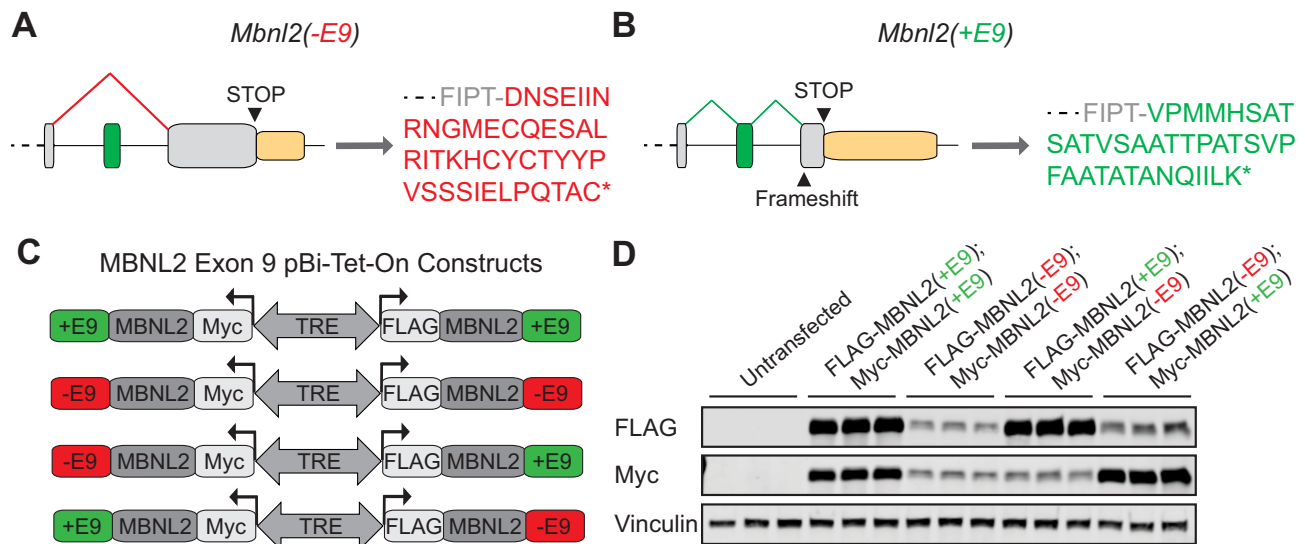 A
Mbnl2(-E9)
STOP
FIPT-DNSEIIN
RNGMECQESAL
RITKHCYCTYYP
VSSSIELPQTAC*
B
Mbnl2(+E9)
STOP
Frameshift
FIPT-VPMMHSAT
SATVSAATTPATSVP
FAATATANQIILK*
C
MBNL2 Exon 9 pBi-Tet-On Constructs
+E9 MBNL2 Myc TRE FLAG MBNL2 +E9
-E9 MBNL2 Myc TRE FLAG MBNL2 -E9
-E9 MBNL2 Myc TRE FLAG MBNL2 +E9
+E9 MBNL2 Myc TRE FLAG MBNL2 -E9
D
Untransfected
FLAG-MBNL2(+E9);
Myc-MBNL2(+E9)
FLAG-MBNL2(-E9);
Myc-MBNL2(-E9)
FLAG-MBNL2(+E9);
Myc-MBNL2(-E9)
FLAG-MBNL2(-E9);
Myc-MBNL2(+E9)
FLAG
Myc
Vinculin